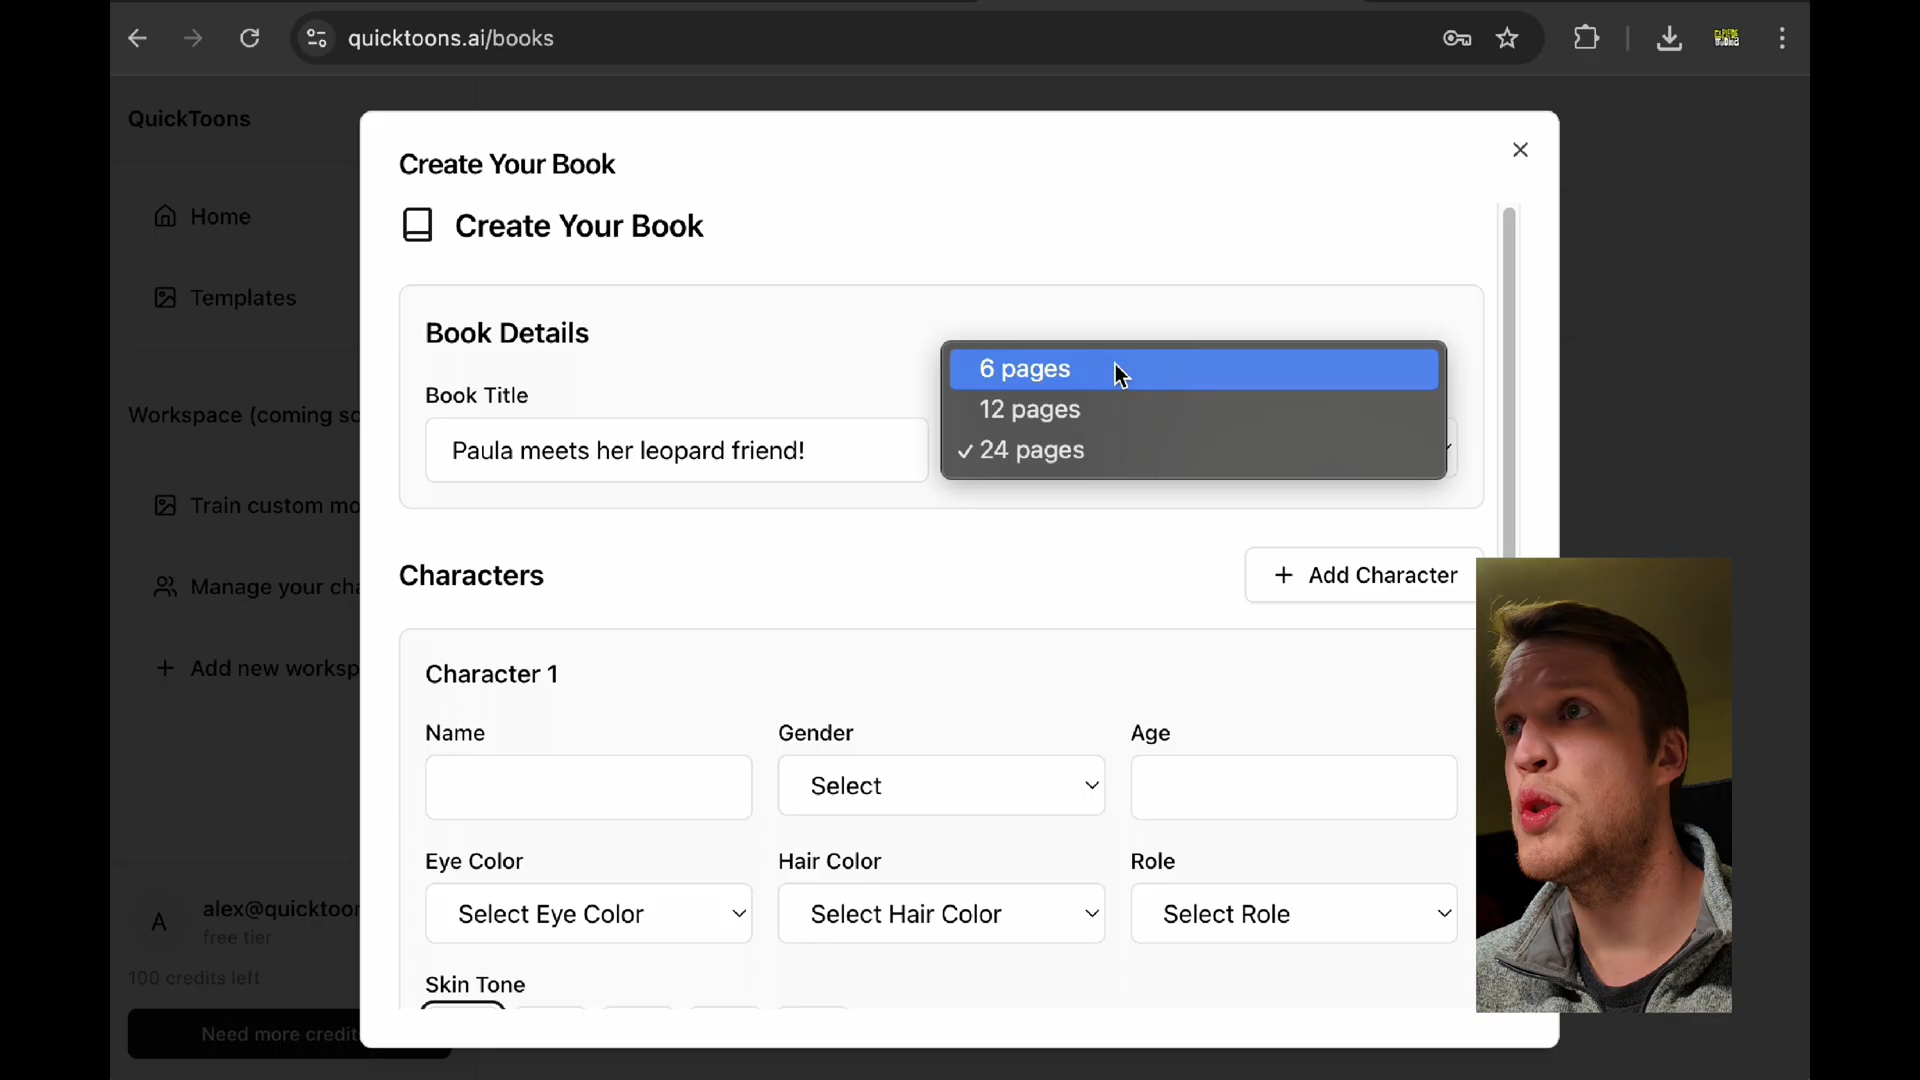 quicktoons.ai/books
QuickToons
Home
Templates
Workspace (coming so
Train custom mo
Manage your cha
Add new worksp
A
alex@quicktoon
free tier
100 credits left
Need more credit
Create Your Book
Create Your Book
Book Details
Book Title
Paula meets her leopard friend!
6 pages
12 pages
✓ 24 pages
Characters
+ Add Character
Character 1
Name
Gender
Age
Select
Eye Color
Hair Color
Role
Select Eye Color
Select Hair Color
Select Role
Skin Tone